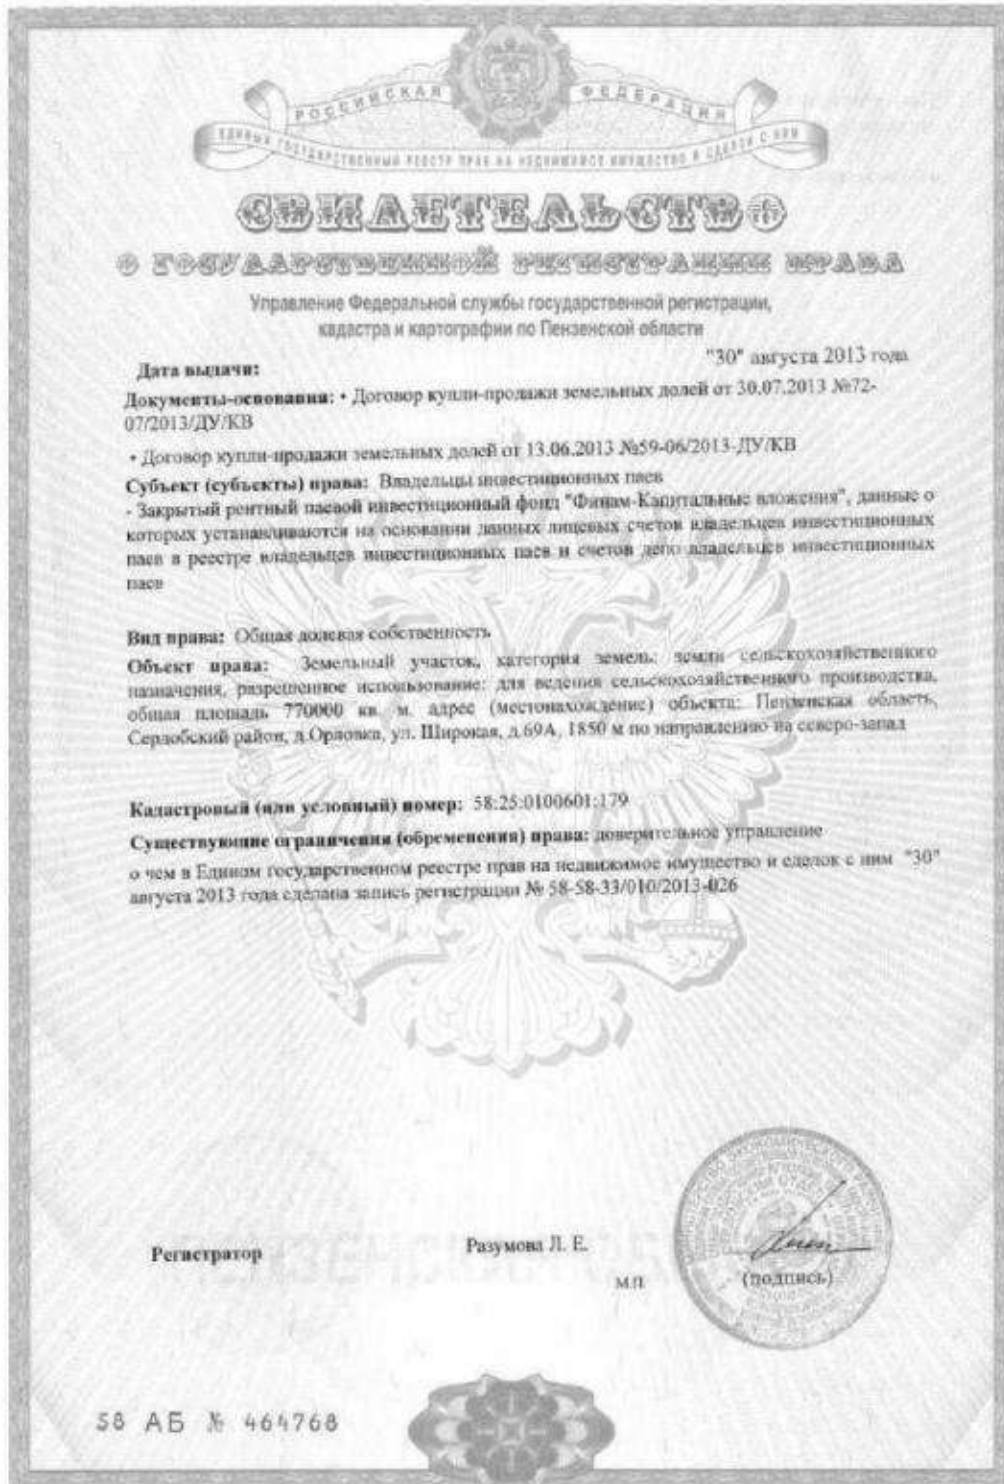 РОССИЙСКАЯ ФЕДЕРАЦИЯ
ЕДИНЫЙ ГОСУДАРСТВЕННЫЙ РЕЕСТР ПРАВ НА НЕДВИЖИМОЕ ИМУЩЕСТВО И СДЕЛОК С НИМ
СВИДЕТЕЛЬСТВО
О ГОСУДАРСТВЕННОЙ РЕГИСТРАЦИИ ПРАВА
Управление Федеральной службы государственной регистрации,
кадастра и картографии по Пензенской области
Дата выдачи: "30" августа 2013 года
Документы-основания: • Договор купли-продажи земельных долей от 30.07.2013 №72-
07/2013/ДУ/КВ
• Договор купли-продажи земельных долей от 13.06.2013 №59-06/2013-ДУ/КВ
Субъект (субъекты) права: Владельцы инвестиционных паев
- Закрытый рентный паевой инвестиционный фонд "Финам-Капитальные вложения", данные о
которых устанавливаются на основании данных лицевых счетов владельцев инвестиционных
паев в реестре владельцев инвестиционных паев и счетов депо владельцев инвестиционных
паев
Вид права: Общая долевая собственность
Объект права: Земельный участок, категория земель: земли сельскохозяйственного
назначения, разрешенное использование: для ведения сельскохозяйственного производства,
общая площадь 770000 кв. м, адрес (местонахождение) объекта: Пензенская область,
Сердобский район, д.Орловка, ул. Широкая, д.69А, 1850 м по направлению на северо-запад
Кадастровый (или условный) номер: 58:25:0100601:179
Существующие ограничения (обременения) права: доверительное управление
о чем в Едином государственном реестре прав на недвижимое имущество и сделок с ним "30"
августа 2013 года сделана запись регистрации № 58-58-33/010/2013-026
Регистратор Разумова Л. Е.
м.п. (подпись)
58 АБ № 464768